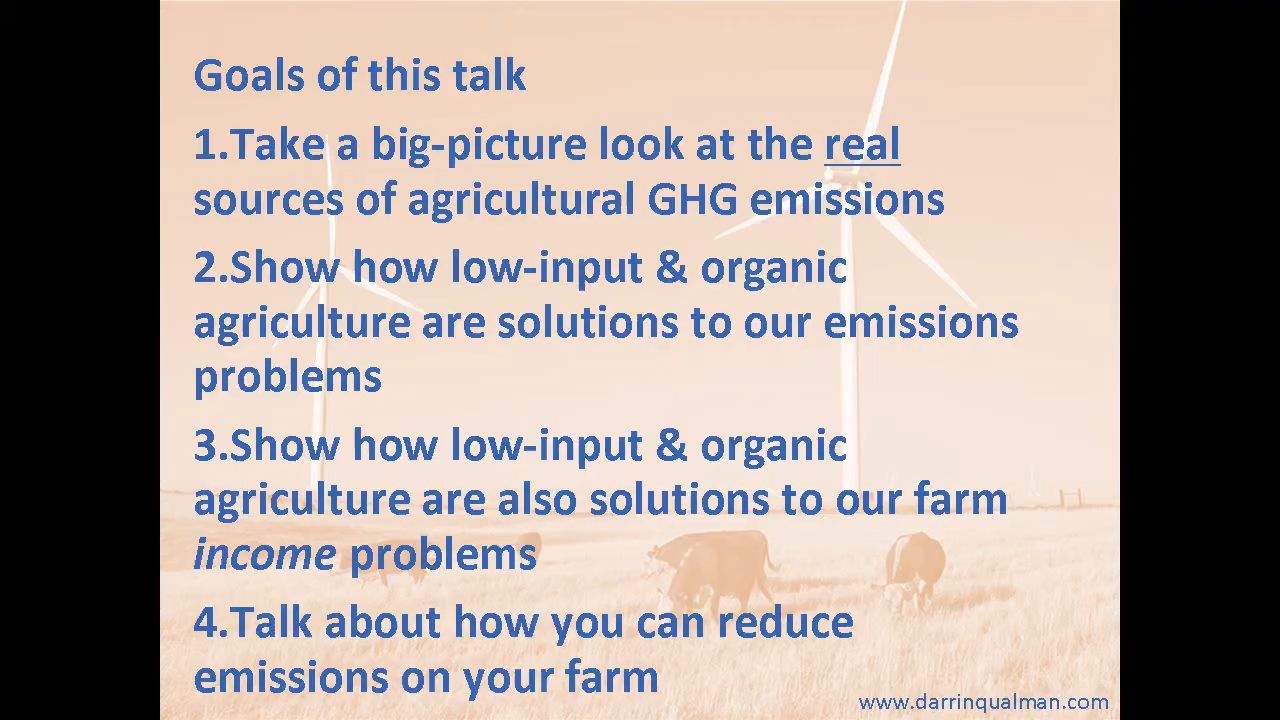 Goals of this talk
1.Take a big-picture look at the real
sources of agricultural GHG emissions
2.Show how low-input & organic
agriculture are solutions to our emissions
problems
3.Show how low-input & organic
agriculture are also solutions to our farm
income problems
4.Talk about how you can reduce
emissions on your farm
www.darrinqualman.com